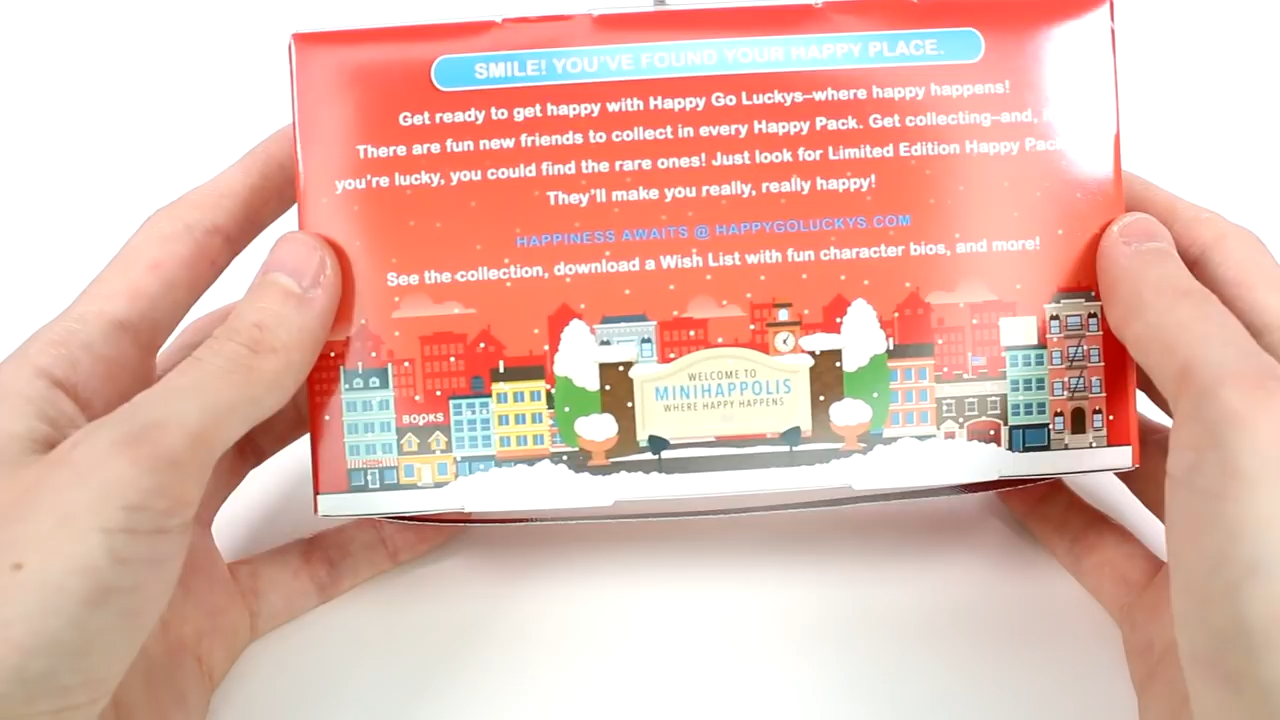 SMILE! YOU'VE FOUND YOUR HAPPY PLACE.
Get ready to get happy with Happy Go Luckys–where happy happens!
There are fun new friends to collect in every Happy Pack. Get collecting–and,
you're lucky, you could find the rare ones! Just look for Limited Edition Happy
They'll make you really, really happy!
HAPPINESS AWAITS @ HAPPYGOLUCKYS.COM
See the collection, download a Wish List with fun character bios, and more!
WELCOME TO
MINIHAPPOLIS
WHERE HAPPY HAPPENS
BOOKS